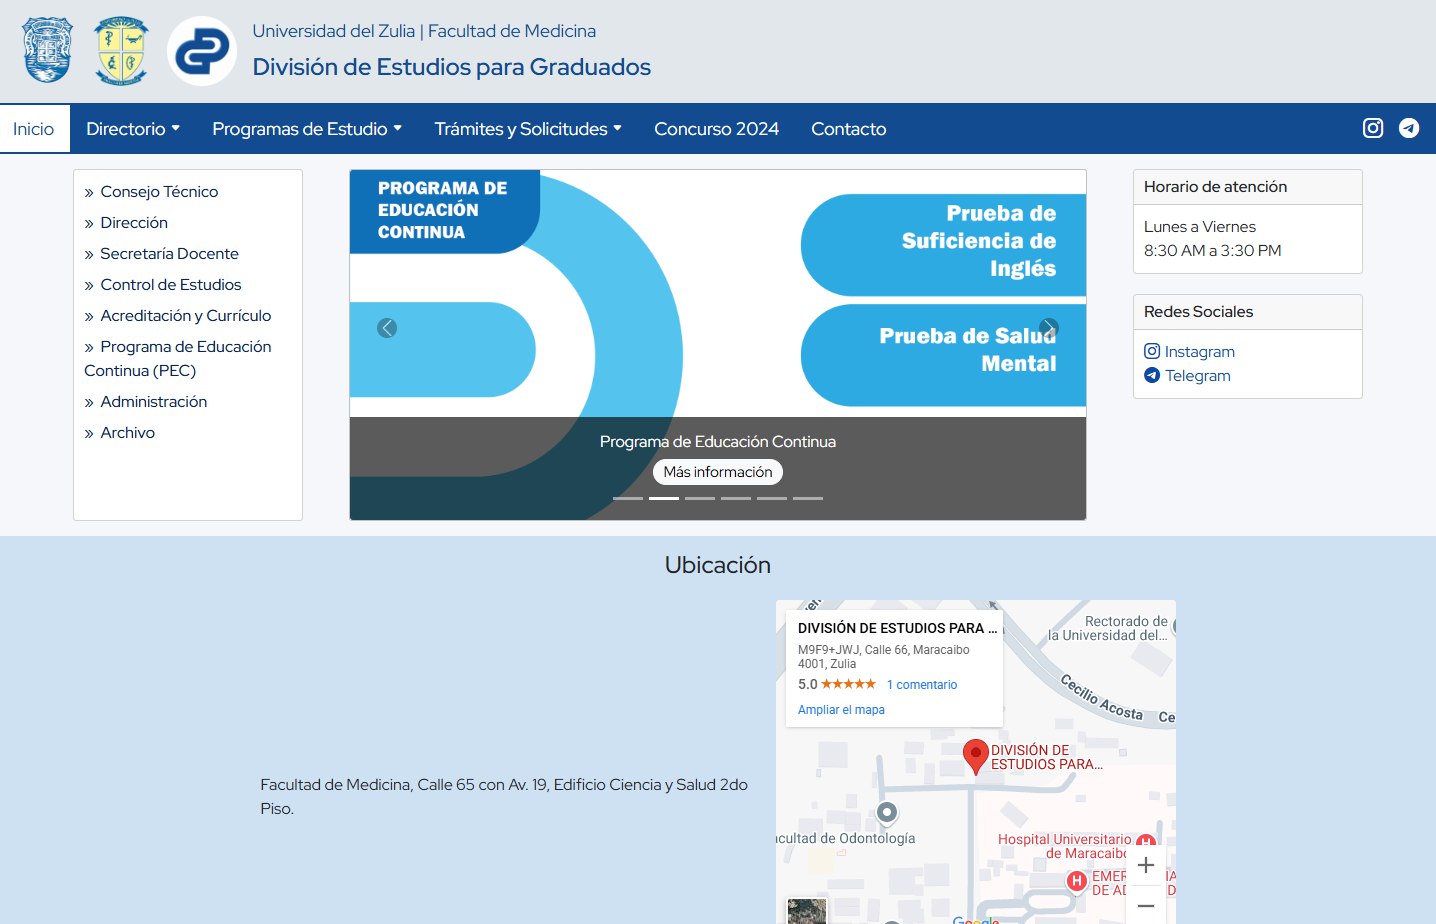 Universidad del Zulia | Facultad de Medicina
División de Estudios para Graduados
Inicio
Directorio
Programas de Estudio
Trámites y Solicitudes
Concurso 2024
Contacto
» Consejo Técnico
» Dirección
» Secretaría Docente
» Control de Estudios
» Acreditación y Currículo
» Programa de Educación
Continua (PEC)
» Administración
» Archivo
PROGRAMA DE
EDUCACIÓN
CONTINUA
Prueba de
Suficiencia de
Inglés
Prueba de Salud
Mental
Programa de Educación Continua
Más información
Horario de atención
Lunes a Viernes
8:30 AM a 3:30 PM
Redes Sociales
Instagram
Telegram
Ubicación
Facultad de Medicina, Calle 65 con Av. 19, Edificio Ciencia y Salud 2do
Piso.
DIVISIÓN DE ESTUDIOS PARA ...
M9F9+JWJ, Calle 66, Maracaibo
4001, Zulia
5.0 ★★★★★ 1 comentario
Ampliar el mapa
Rectorado de
la Universidad del...
Cecilio Acosta
Ce
DIVISIÓN DE
ESTUDIOS PARA...
acultad de Odontología
Hospital Universitario
de Maracaibo
H
H
DE AD
Google